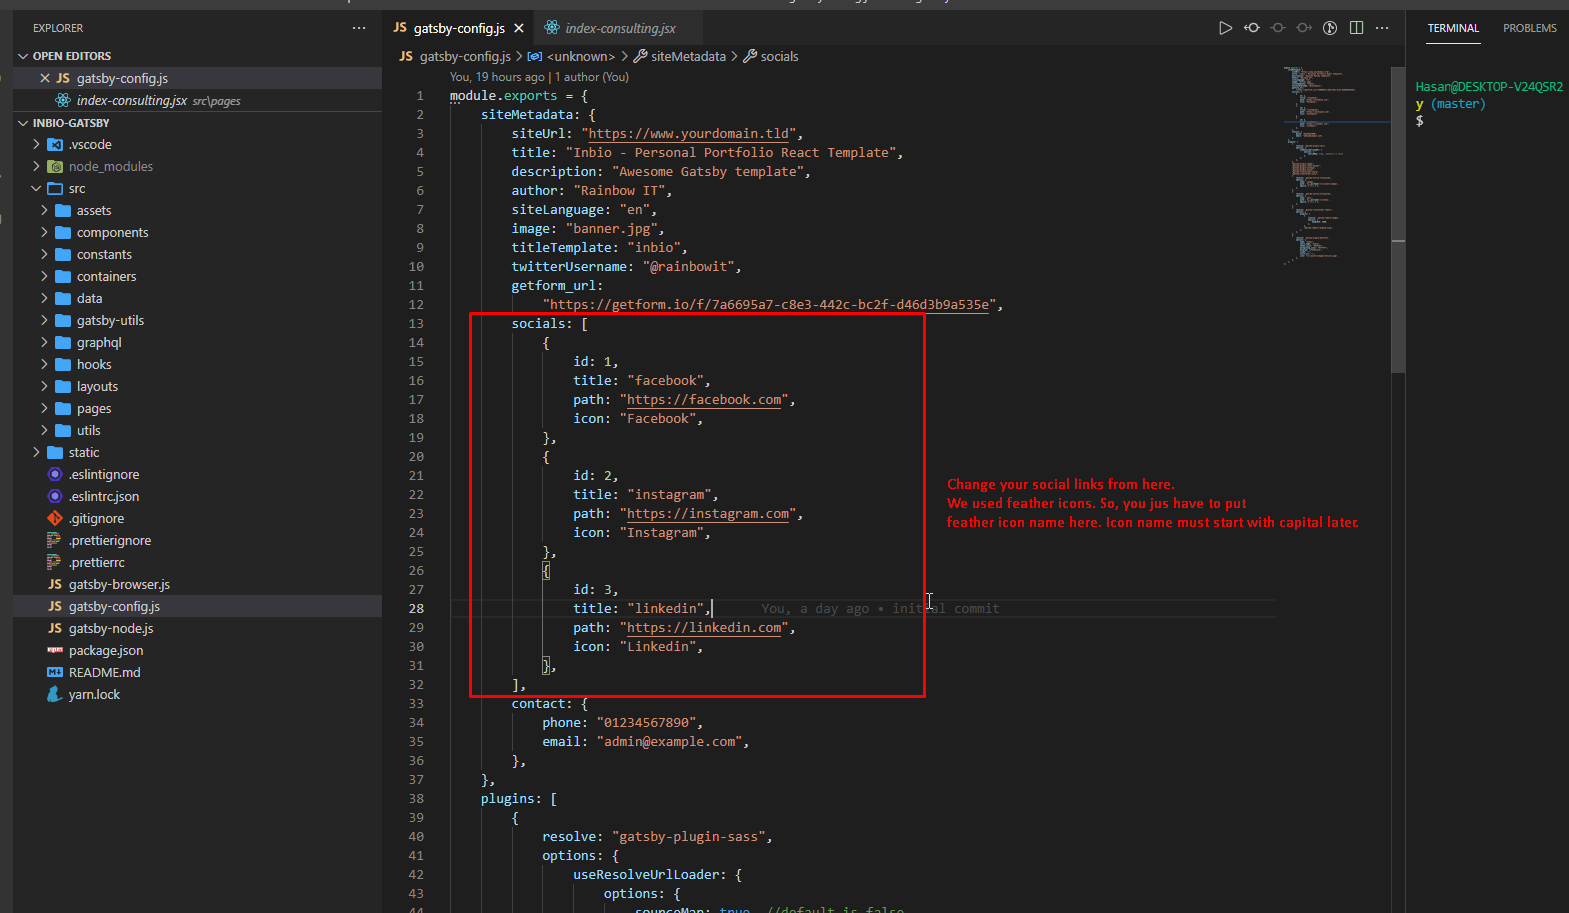 EXPLORER
OPEN EDITORS
JS gatsby-config.js
index-consulting.jsx src\pages
INBIO-GATSBY
.vscode
node_modules
src
assets
components
constants
containers
data
gatsby-utils
graphql
hooks
layouts
pages
utils
static
.eslintignore
.eslintrc.json
.gitignore
.prettierignore
.prettierrc
JS gatsby-browser.js
JS gatsby-config.js
JS gatsby-node.js
package.json
README.md
yarn.lock
JS gatsby-config.js
index-consulting.jsx
JS gatsby-config.js > <unknown> > siteMetadata > socials
You, 19 hours ago | 1 author (You)
1 module.exports = {
2 siteMetadata: {
3 siteUrl: "https://www.yourdomain.tld",
4 title: "Inbio - Personal Portfolio React Template",
5 description: "Awesome Gatsby template",
6 author: "Rainbow IT",
7 siteLanguage: "en",
8 image: "banner.jpg",
9 titleTemplate: "inbio",
10 twitterUsername: "@rainbowit",
11 getform_url:
12 "https://getform.io/f/7a6695a7-c8e3-442c-bc2f-d46d3b9a535e",
13 socials: [
14 {
15 id: 1,
16 title: "facebook",
17 path: "https://facebook.com",
18 icon: "Facebook",
19 },
20 {
21 id: 2,
22 title: "instagram",
23 path: "https://instagram.com",
24 icon: "Instagram",
25 },
26 {
27 id: 3,
28 title: "linkedin", You, a day ago • initial commit
29 path: "https://linkedin.com",
30 icon: "Linkedin",
31 },
32 ],
33 contact: {
34 phone: "01234567890",
35 email: "admin@example.com",
36 },
37 },
38 plugins: [
39 {
40 resolve: "gatsby-plugin-sass",
41 options: {
42 useResolveUrlLoader: {
43 options: {
44 sourceMap: true, //default is false
Change your social links from here.
We used feather icons. So, you jus have to put
feather icon name here. Icon name must start with capital later.
TERMINAL PROBLEMS
Hasan@DESKTOP-V24QSR2
y (master)
$